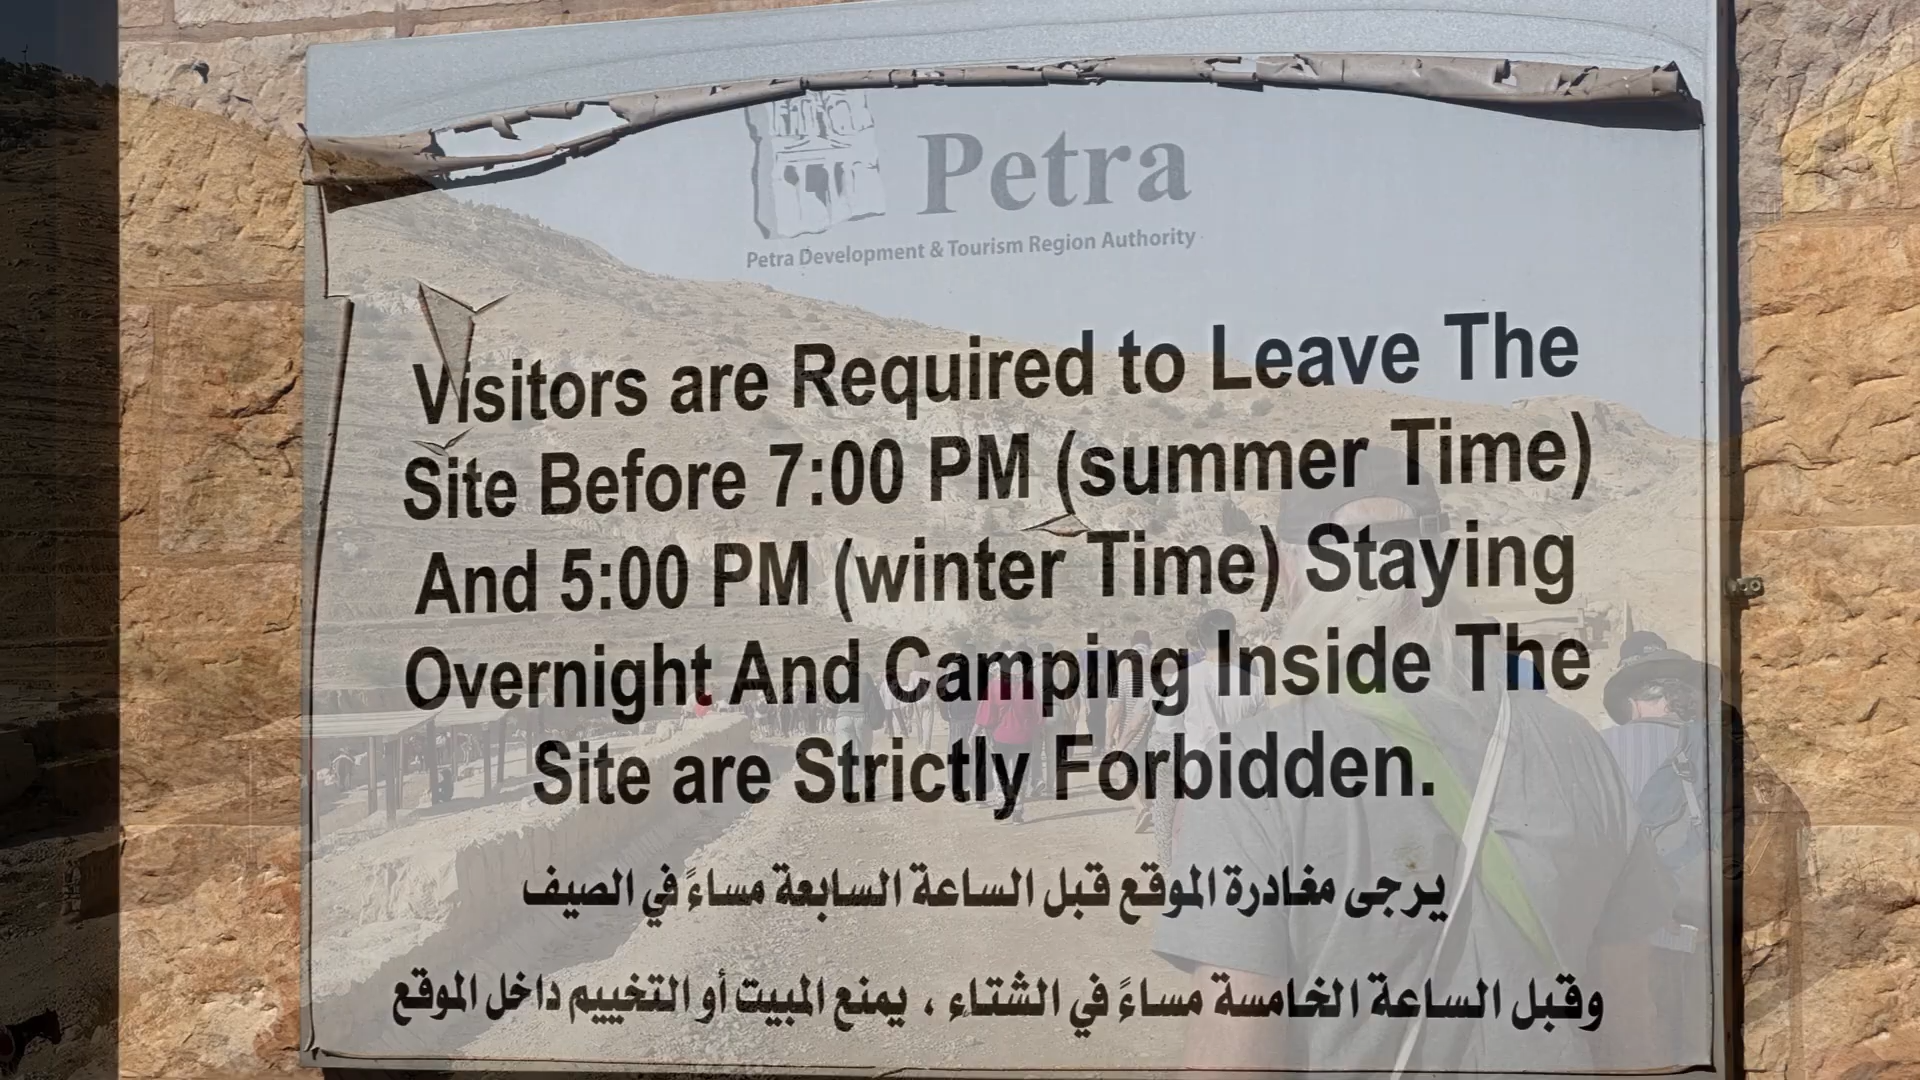 Petra
Petra Development & Tourism Region Authority
Visitors are Required to Leave The
Site Before 7:00 PM (summer Time)
And 5:00 PM (winter Time) Staying
Overnight And Camping Inside The
Site are Strictly Forbidden.
يرجى مغادرة الموقع قبل الساعة السابعة مساءً في الصيف
وقبل الساعة الخامسة مساءً في الشتاء ، يمنع المبيت أو التخييم داخل الموقع